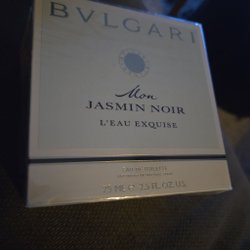 BVLGARI
Mon
JASMIN NOIR
L'EAU EXQUISE
EAU DE TOILETTE
75 ML℮ 2.5 FL.OZ.US